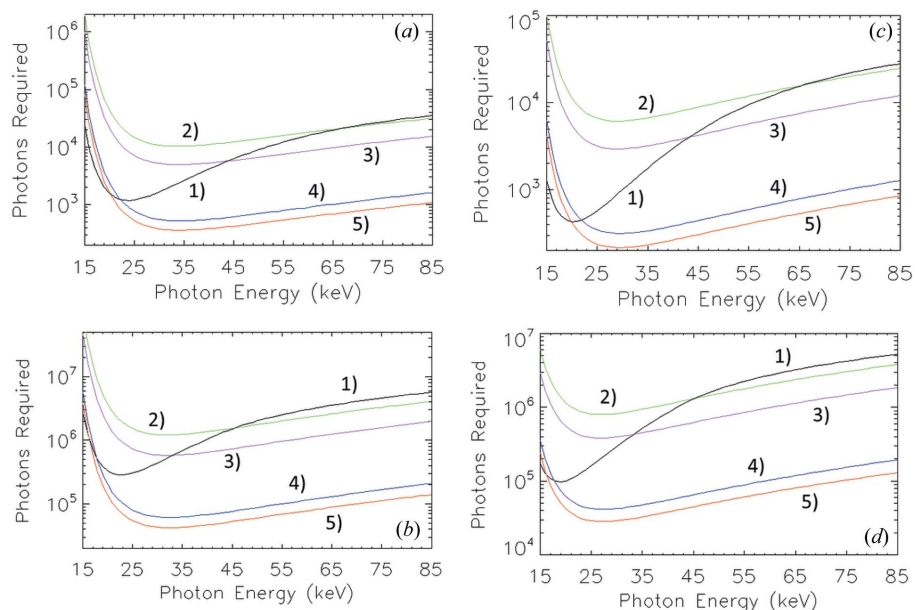 (a)
Photons Required
10^6
10^5
10^4
10^3
2)
3)
1)
4)
5)
15 25 35 45 55 65 75 85
Photon Energy (keV)
(c)
Photons Required
10^5
10^4
10^3
2)
3)
1)
4)
5)
15 25 35 45 55 65 75 85
Photon Energy (keV)
(b)
Photons Required
10^7
10^6
10^5
1)
2)
3)
4)
5)
15 25 35 45 55 65 75 85
Photon Energy (keV)
(d)
Photons Required
10^7
10^6
10^5
10^4
1)
2)
3)
4)
5)
15 25 35 45 55 65 75 85
Photon Energy (keV)